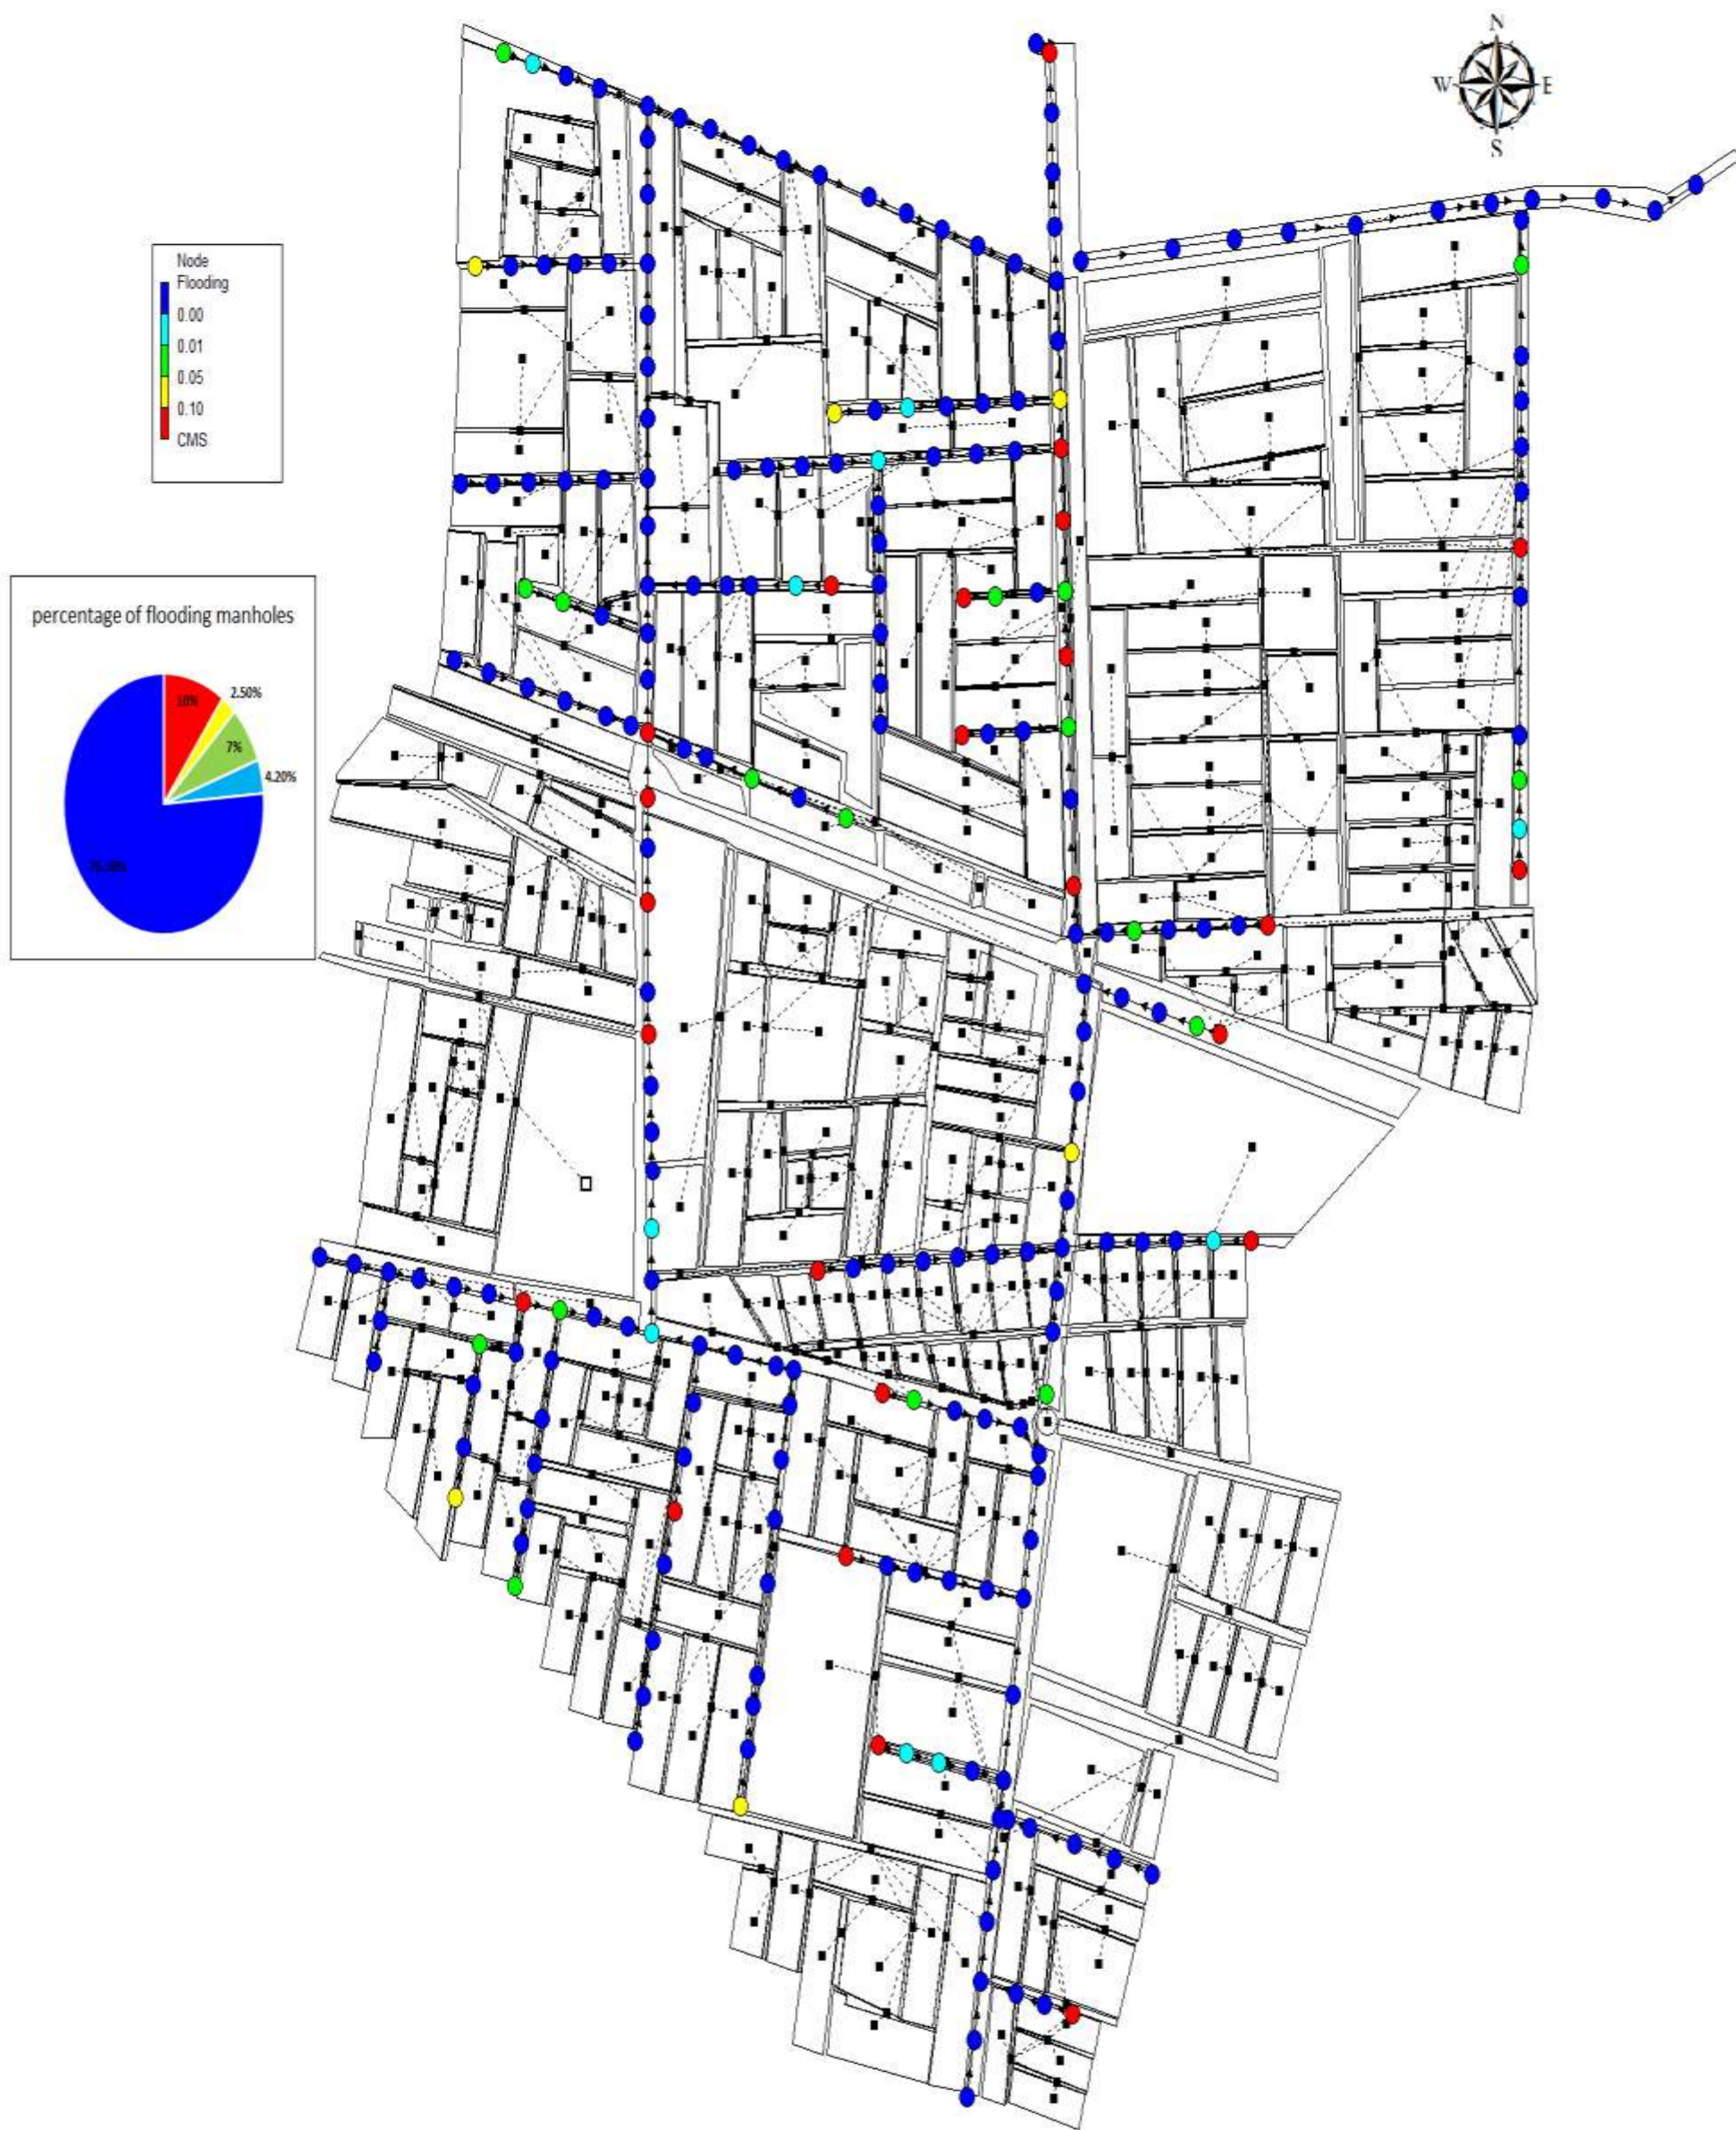 N
W
E
S
Node
Flooding
0.00
0.01
0.05
0.10
CMS
percentage of flooding manholes
10%
2.50%
7%
4.20%